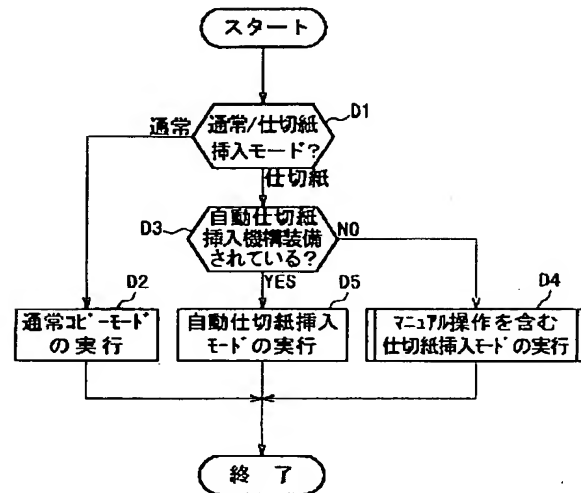 スタート
D1
通常/仕切紙
挿入モード?
通常
仕切紙
D3
自動仕切紙
挿入機構装備
されている?
NO
YES
D2
通常コピーモード
の実行
D5
自動仕切紙挿入
モードの実行
D4
マニュアル操作を含む
仕切紙挿入モードの実行
終了